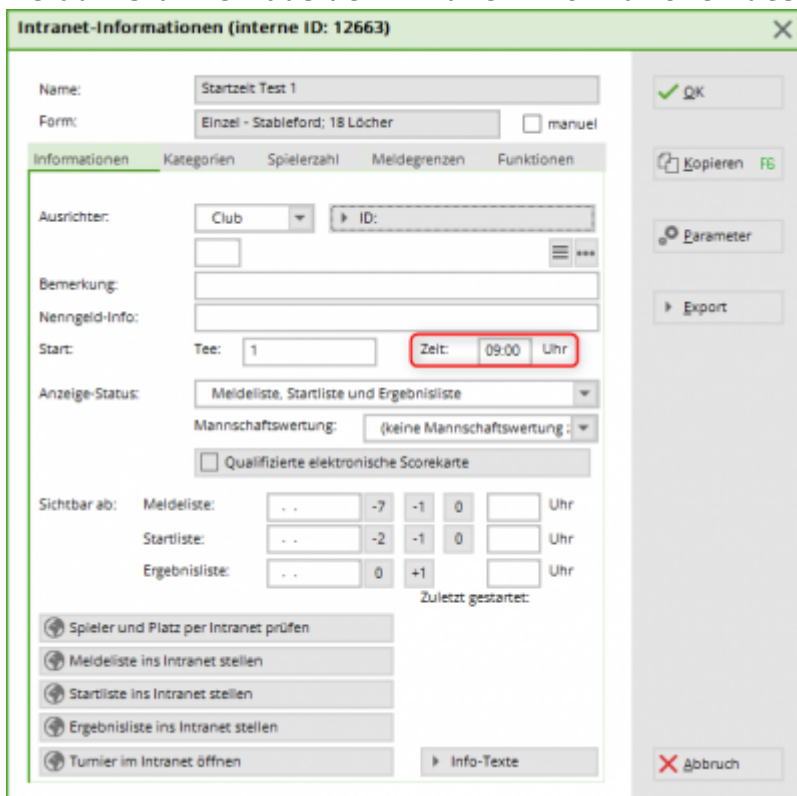 Intranet-Informationen (interne ID: 12663)
Name: Startzeit Test 1
Form: Einzel - Stableford; 18 Löcher manuel
Informationen Kategorien Spielerzahl Meldegrenzen Funktionen
Ausrichter: Club ID:
Bemerkung:
Nenngeld-Info:
Start: Tee: 1 Zeit: 09:00 Uhr
Anzeige-Status: Meldeliste, Startliste und Ergebnisliste
Mannschaftswertung: (keine Mannschaftswertung :
Qualifizierte elektronische Scorekarte
Sichtbar ab: Meldeliste: . . -7 -1 0 Uhr
Startliste: . . -2 -1 0 Uhr
Ergebnisliste: . . 0 +1 Uhr
Zuletzt gestartet:
Spieler und Platz per Intranet prüfen
Meldeliste ins Intranet stellen
Startliste ins Intranet stellen
Ergebnisliste ins Intranet stellen
Turnier im Intranet öffnen Info-Texte
OK
Kopieren F6
Parameter
Export
Abbruch